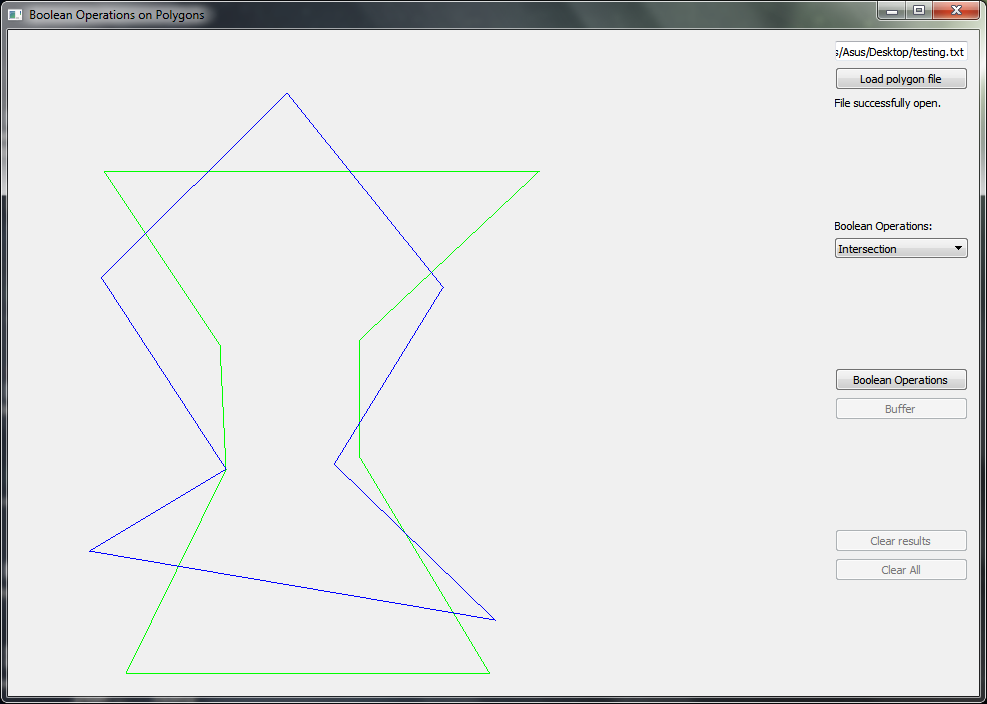 Boolean Operations on Polygons
s/Asus/Desktop/testing.txt
Load polygon file
File successfully open.
Boolean Operations:
Intersection
Boolean Operations
Buffer
Clear results
Clear All